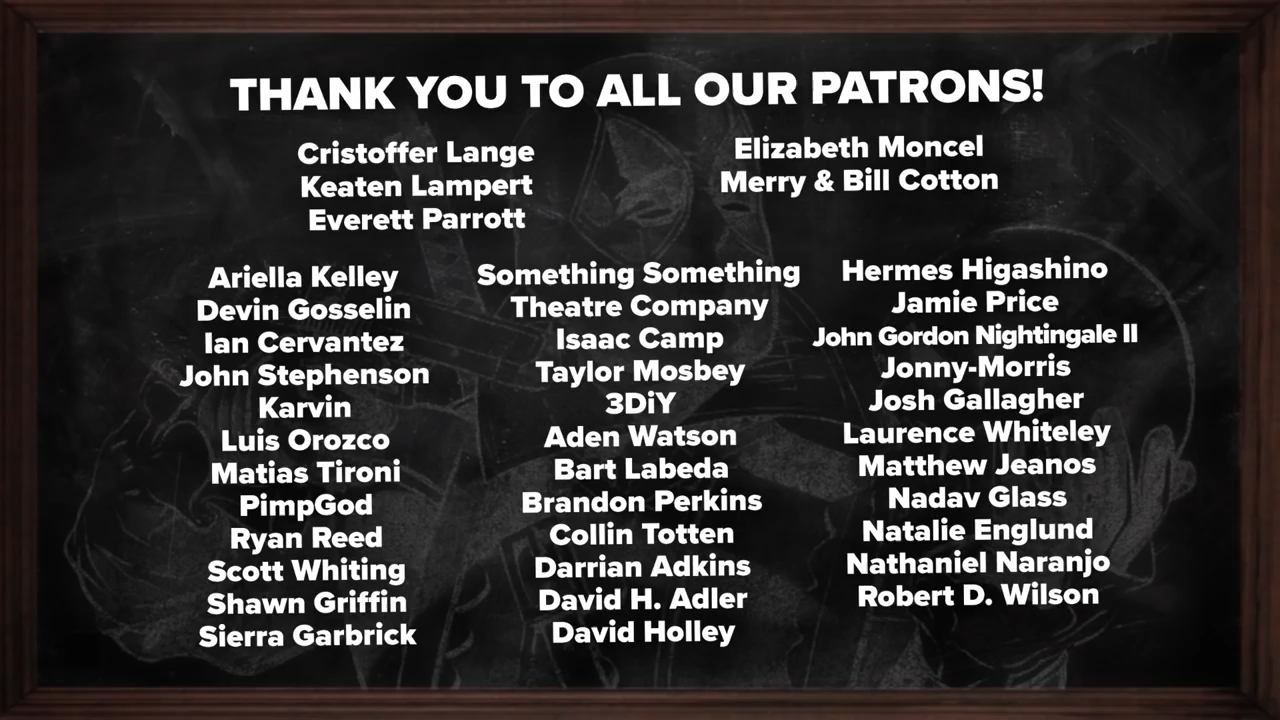 THANK YOU TO ALL OUR PATRONS!
Cristoffer Lange
Keaten Lampert
Everett Parrott
Elizabeth Moncel
Merry & Bill Cotton
Ariella Kelley
Devin Gosselin
Ian Cervantez
John Stephenson
Karvin
Luis Orozco
Matias Tironi
PimpGod
Ryan Reed
Scott Whiting
Shawn Griffin
Sierra Garbrick
Something Something
Theatre Company
Isaac Camp
Taylor Mosbey
3DiY
Aden Watson
Bart Labeda
Brandon Perkins
Collin Totten
Darrian Adkins
David H. Adler
David Holley
Hermes Higashino
Jamie Price
John Gordon Nightingale II
Jonny-Morris
Josh Gallagher
Laurence Whiteley
Matthew Jeanos
Nadav Glass
Natalie Englund
Nathaniel Naranjo
Robert D. Wilson